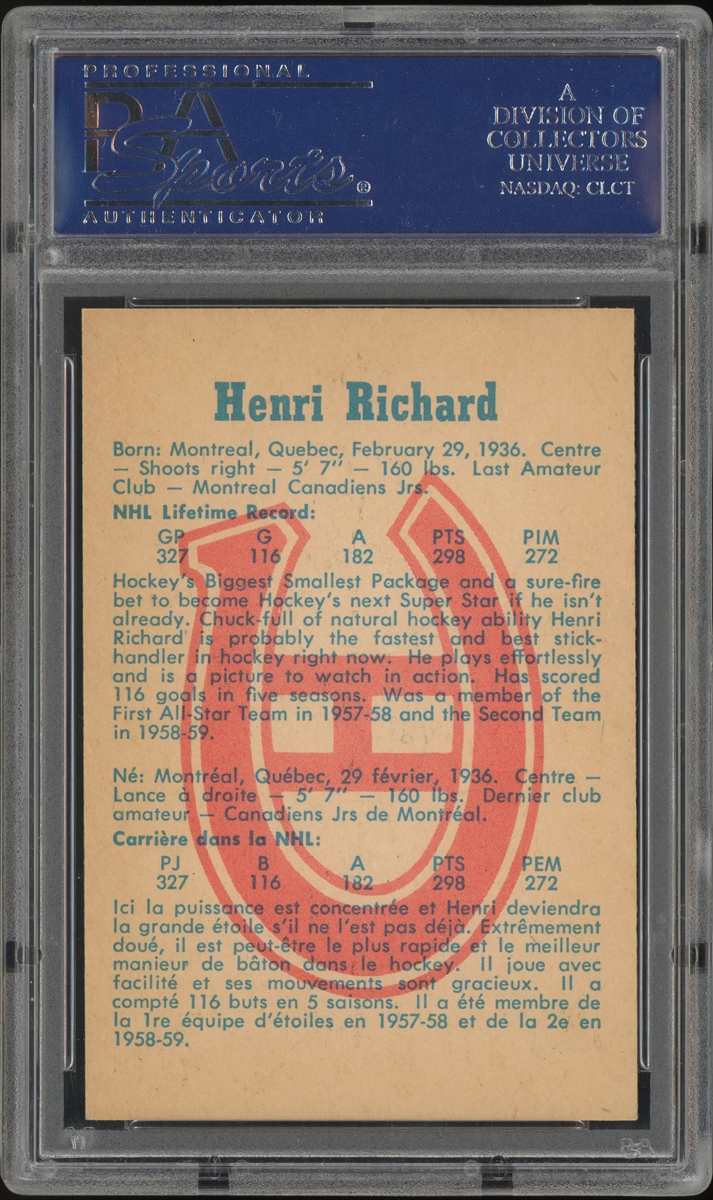 PROFESSIONAL
PSA
Sports®
AUTHENTICATOR
A
DIVISION OF
COLLECTORS
UNIVERSE
NASDAQ: CLCT
Henri Richard
Born: Montreal, Quebec, February 29, 1936. Centre
— Shoots right — 5' 7" — 160 lbs. Last Amateur
Club — Montreal Canadiens Jrs.
NHL Lifetime Record:
GP G A PTS PIM
327 116 182 298 272
Hockey's Biggest Smallest Package and a sure-fire
bet to become Hockey's next Super Star if he isn't
already. Chuck-full of natural hockey ability Henri
Richard is probably the fastest and best stick-
handler in hockey right now. He plays effortlessly
and is a picture to watch in action. Has scored
116 goals in five seasons. Was a member of the
First All-Star Team in 1957-58 and the Second Team
in 1958-59.
Né: Montréal, Québec, 29 février, 1936. Centre —
Lance à droite — 5' 7" — 160 lbs. Dernier club
amateur — Canadiens Jrs de Montréal.
Carrière dans la NHL:
PJ B A PTS PEM
327 116 182 298 272
Ici la puissance est concentrée et Henri deviendra
la grande étoile s'il ne l'est pas déjà. Extrêmement
doué, il est peut-être le plus rapide et le meilleur
manieur de bâton dans le hockey. Il joue avec
facilité et ses mouvements sont gracieux. Il a
compté 116 buts en 5 saisons. Il a été membre de
la 1re équipe d'étoiles en 1957-58 et de la 2e en
1958-59.
PSA